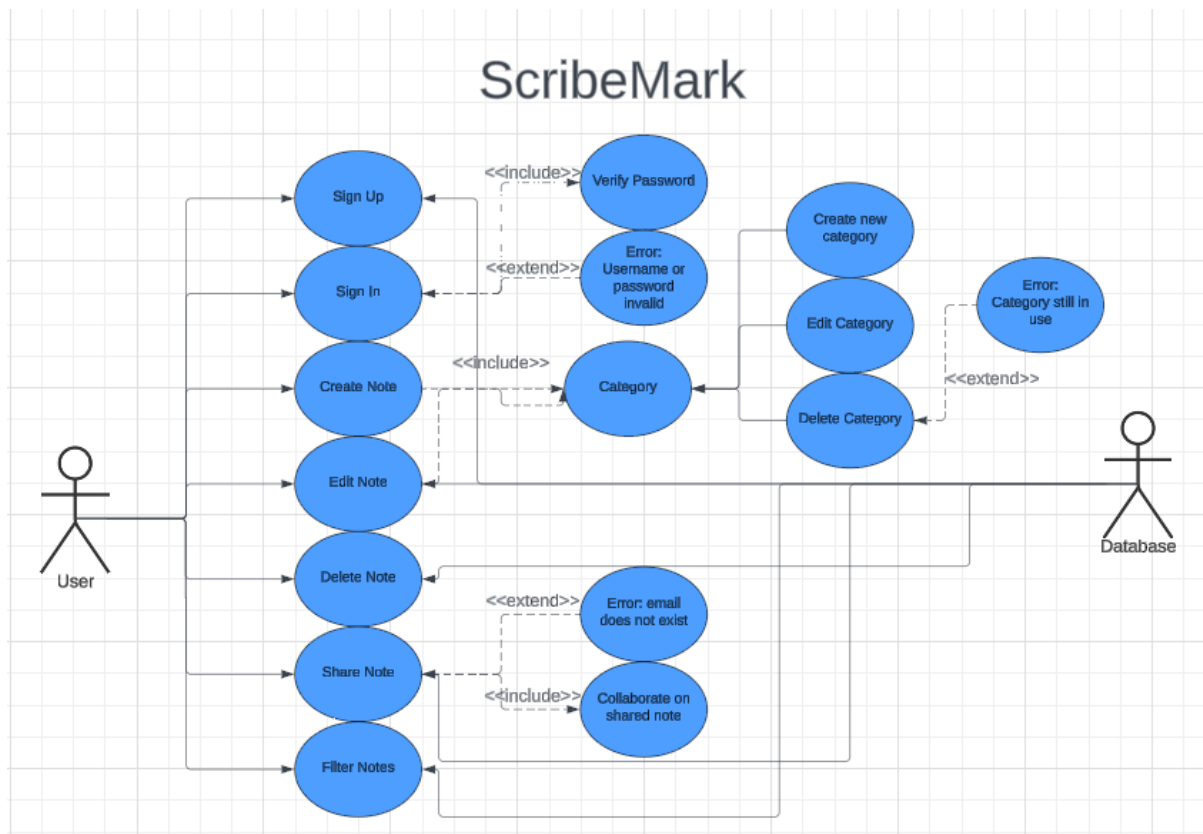 ScribeMark
<<include>>
Verify Password
Sign Up
Create new
category
<<extend>>
Error:
Username or
password
invalid
Sign In
Error:
Category still in
use
Edit Category
<<include>>
Create Note
Category
<<extend>>
Delete Category
Edit Note
Database
User
Delete Note
<<extend>>
Error: email
does not exist
Share Note
<<include>>
Collaborate on
shared note
Filter Notes